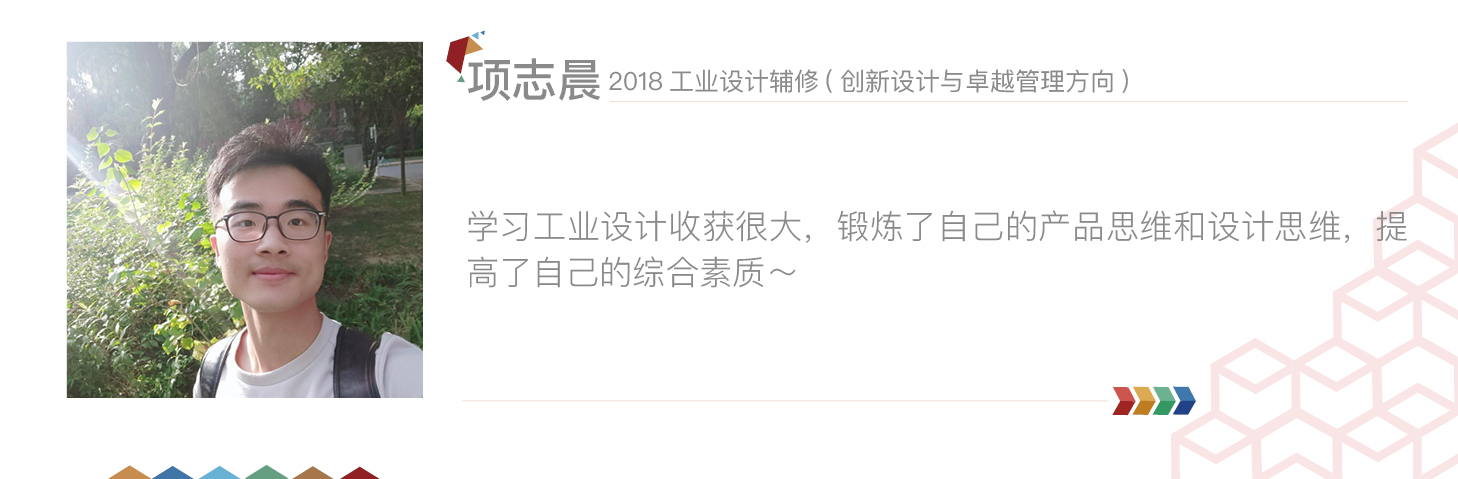 项志晨 2018 工业设计辅修 ( 创新设计与卓越管理方向 )
学习工业设计收获很大，锻炼了自己的产品思维和设计思维，提
高了自己的综合素质～